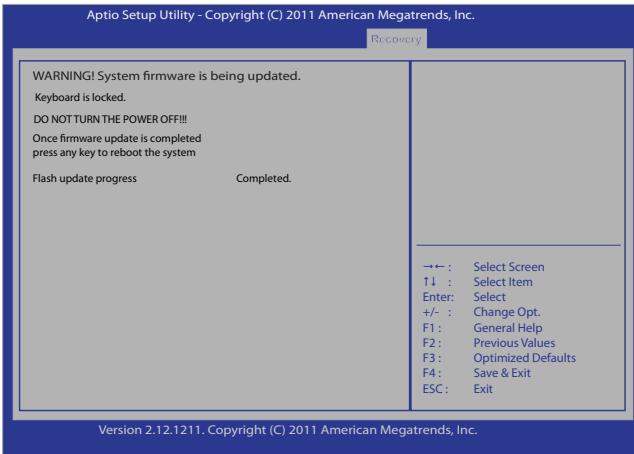 Aptio Setup Utility - Copyright (C) 2011 American Megatrends, Inc.
Recovery
WARNING! System firmware is being updated.
Keyboard is locked.
DO NOT TURN THE POWER OFF!!!
Once firmware update is completed
press any key to reboot the system
Flash update progress Completed.
→← : Select Screen
↑↓ : Select Item
Enter: Select
+/- : Change Opt.
F1 : General Help
F2 : Previous Values
F3 : Optimized Defaults
F4 : Save & Exit
ESC : Exit
Version 2.12.1211. Copyright (C) 2011 American Megatrends, Inc.